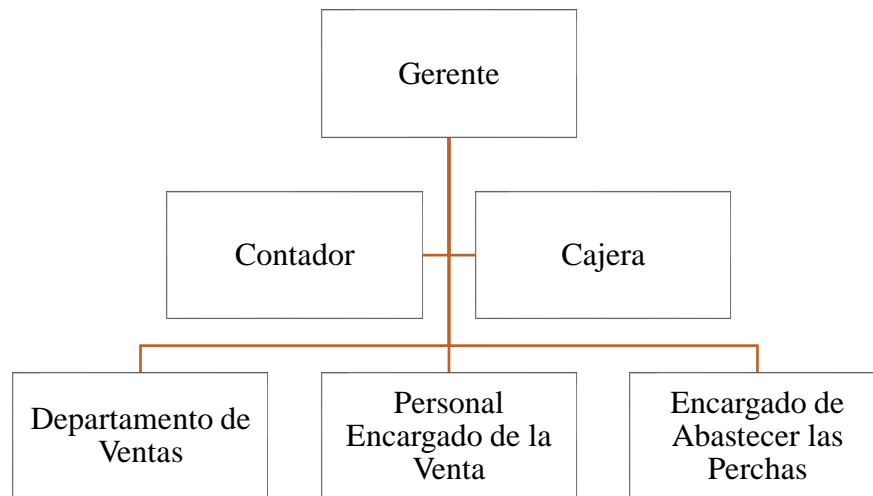 Gerente
Contador
Cajera
Departamento de
Ventas
Personal
Encargado de la
Venta
Encargado de
Abastecer las
Perchas